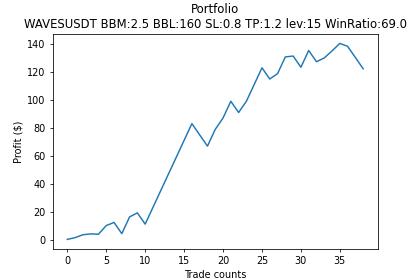 Portfolio
WAVESUSDT BBM:2.5 BBL:160 SL:0.8 TP:1.2 lev:15 WinRatio:69.0
140
120
100
80
60
40
20
0
Profit ($)
0 5 10 15 20 25 30 35
Trade counts